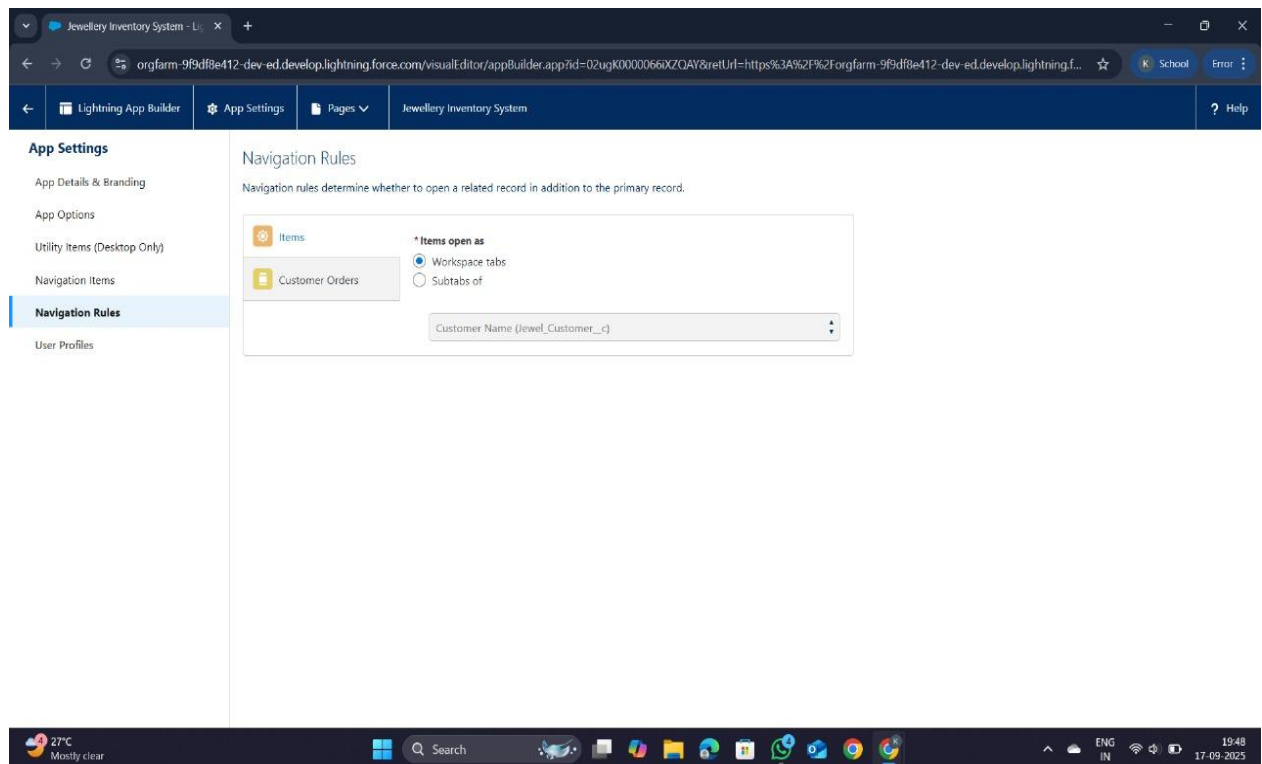 Jewellery Inventory System - Lig
orgfarm-9f9df8e412-dev-ed.develop.lightning.force.com/visualEditor/appBuilder.app?id=02ugK0000066iXZQAY&retUrl=https%3A%2F%2Forgfarm-9f9df8e412-dev-ed.develop.lightning.f...
K School
Error
Lightning App Builder
App Settings
Pages
Jewellery Inventory System
? Help
App Settings
App Details & Branding
App Options
Utility Items (Desktop Only)
Navigation Items
Navigation Rules
User Profiles
Navigation Rules
Navigation rules determine whether to open a related record in addition to the primary record.
Items
Customer Orders
* Items open as
Workspace tabs
Subtabs of
Customer Name (Jewel_Customer__c)
4
27°C
Mostly clear
Search
4
ENG
IN
19:48
17-09-2025